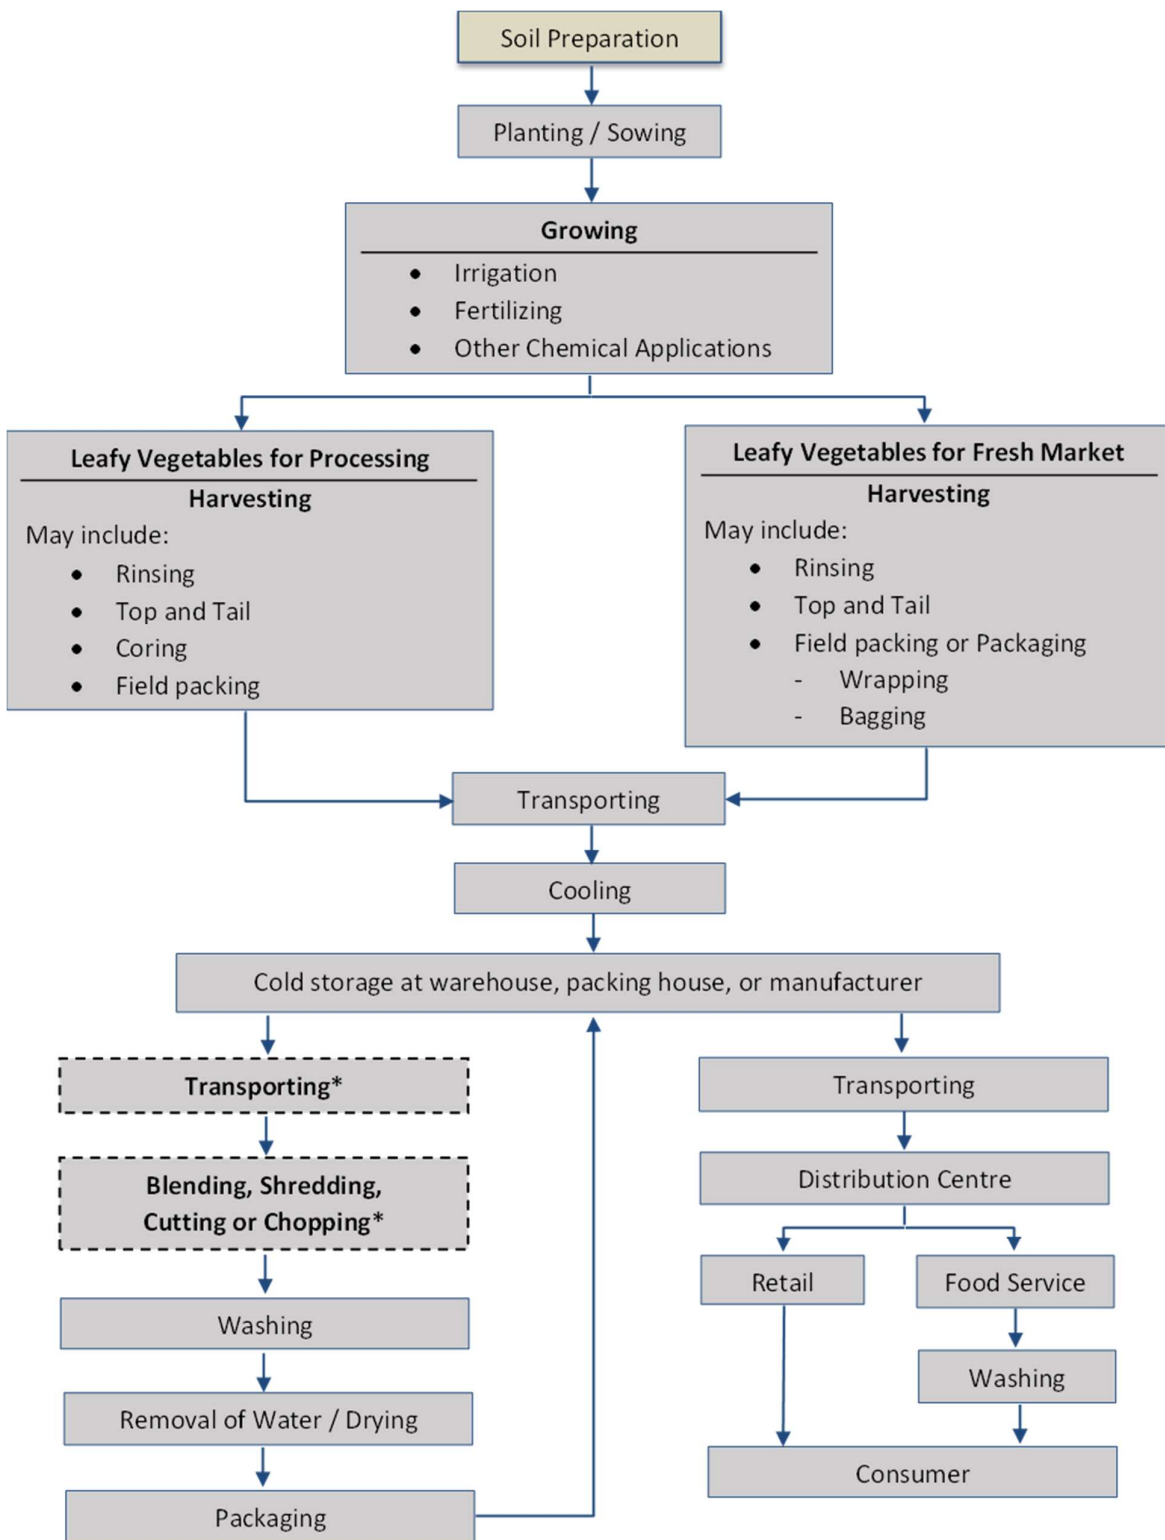 Soil Preparation
Planting / Sowing
Growing
• Irrigation
• Fertilizing
• Other Chemical Applications
Leafy Vegetables for Processing
Harvesting
May include:
• Rinsing
• Top and Tail
• Coring
• Field packing
Leafy Vegetables for Fresh Market
Harvesting
May include:
• Rinsing
• Top and Tail
• Field packing or Packaging
- Wrapping
- Bagging
Transporting
Cooling
Cold storage at warehouse, packing house, or manufacturer
Transporting*
Blending, Shredding,
Cutting or Chopping*
Washing
Removal of Water / Drying
Packaging
Transporting
Distribution Centre
Retail
Food Service
Washing
Consumer